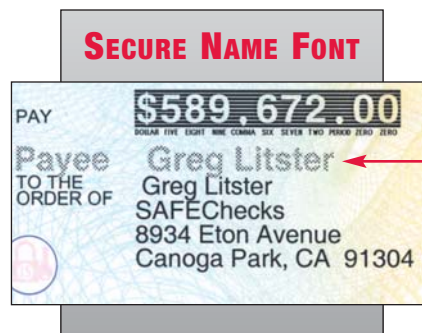 SECURE NAME FONT
PAY $589,672.00
DOLLAR FIVE EIGHT NINE COMMA SIX SEVEN TWO PERIOD ZERO ZERO
Payee Greg Litster
TO THE
ORDER OF
Greg Litster
SAFEChecks
8934 Eton Avenue
Canoga Park, CA 91304